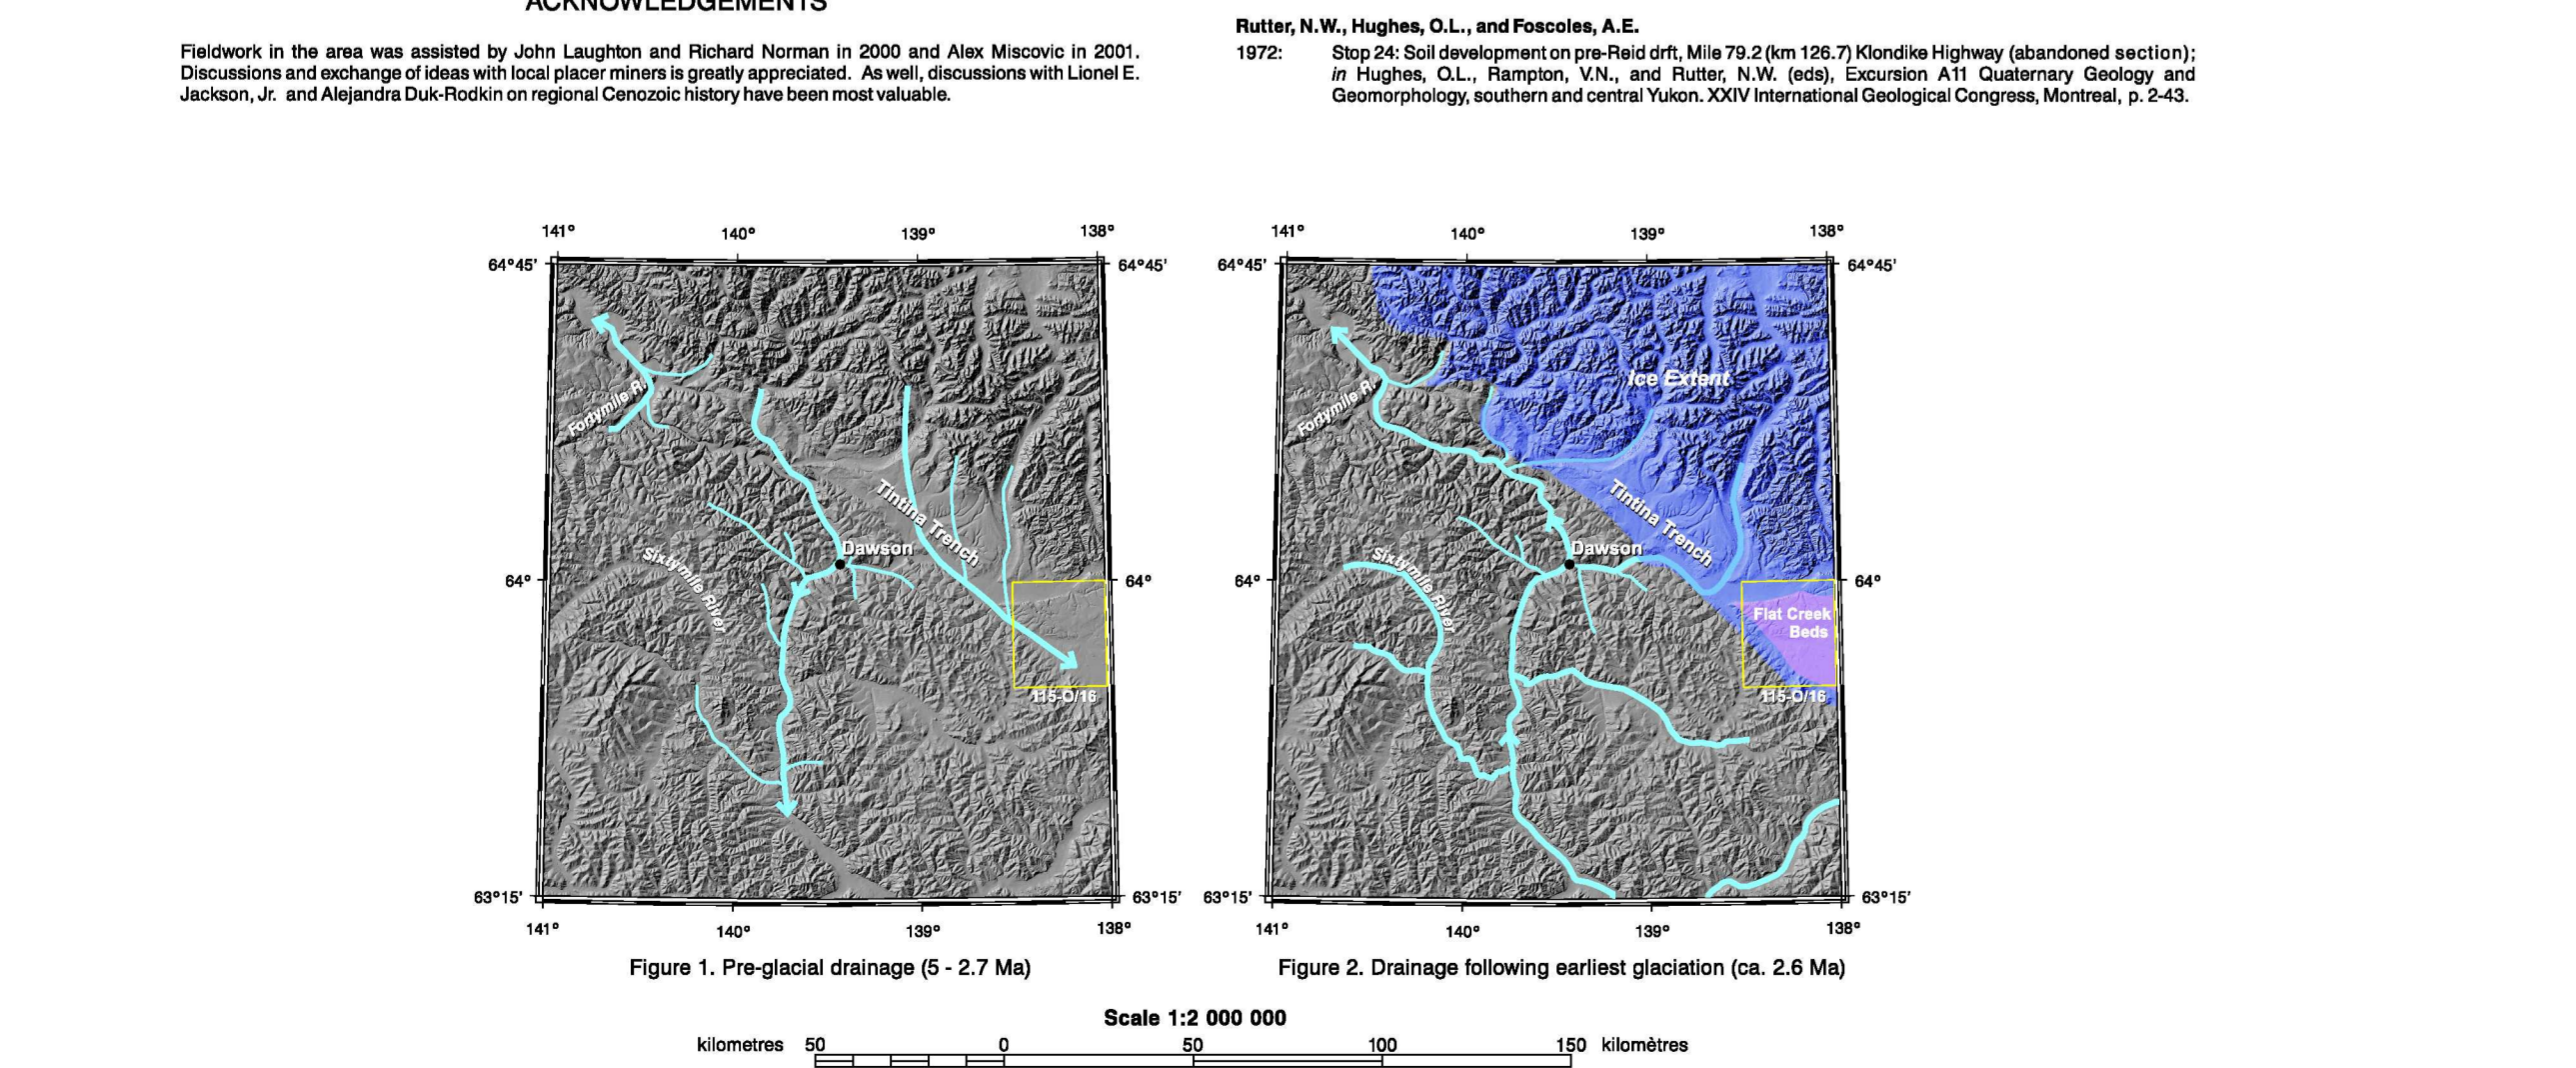 ACKNOWLEDGEMENTS
Fieldwork in the area was assisted by John Laughton and Richard Norman in 2000 and Alex Miscovic in 2001.
Discussions and exchange of ideas with local placer miners is greatly appreciated. As well, discussions with Lionel E.
Jackson, Jr. and Alejandra Duk-Rodkin on regional Cenozoic history have been most valuable.
Rutter, N.W., Hughes, O.L., and Foscoles, A.E.
1972: Stop 24: Soil development on pre-Reid drft, Mile 79.2 (km 126.7) Klondike Highway (abandoned section);
in Hughes, O.L., Rampton, V.N., and Rutter, N.W. (eds), Excursion A11 Quaternary Geology and
Geomorphology, southern and central Yukon. XXIV International Geological Congress, Montreal, p. 2-43.
141° 140° 139° 138°
64°45' 64°45'
Fortymile R.
Tintina Trench
Dawson
Sixtymile River
64° 64°
115-O/16
63°15' 63°15'
141° 140° 139° 138°
Figure 1. Pre-glacial drainage (5 - 2.7 Ma)
141° 140° 139° 138°
64°45' 64°45'
Ice Extent
Fortymile R.
Tintina Trench
Dawson
Sixtymile River
64° 64°
Flat Creek
Beds
115-O/16
63°15' 63°15'
141° 140° 139° 138°
Figure 2. Drainage following earliest glaciation (ca. 2.6 Ma)
Scale 1:2 000 000
kilometres 50 0 50 100 150 kilomètres